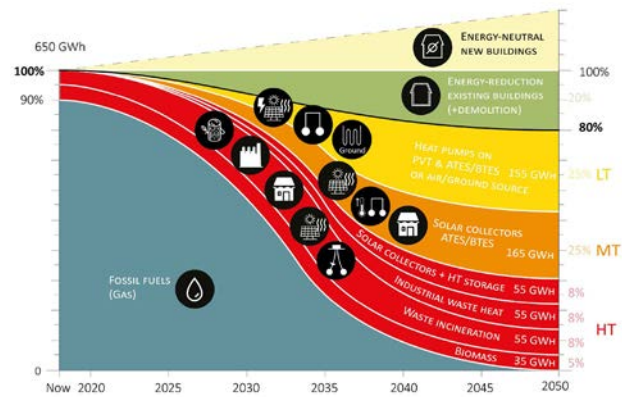 650 GWh
100%
90%
0
ENERGY-NEUTRAL
NEW BUILDINGS
ENERGY-REDUCTION
EXISTING BUILDINGS
(+DEMOLITION)
Ground
HEAT PUMPS ON
PVT & ATES/BTES 155 GWH
OR AIR/GROUND SOURCE
SOLAR COLLECTORS
ATES/BTES
165 GWH
SOLAR COLLECTORS + HT STORAGE 55 GWH
INDUSTRIAL WASTE HEAT 55 GWH
WASTE INCINERATION 55 GWH
BIOMASS 35 GWH
FOSSIL FUELS
(GAS)
100%
20%
80%
LT
25%
MT
8%
8%
HT
8%
5%
Now 2020 2025 2030 2035 2040 2045 2050